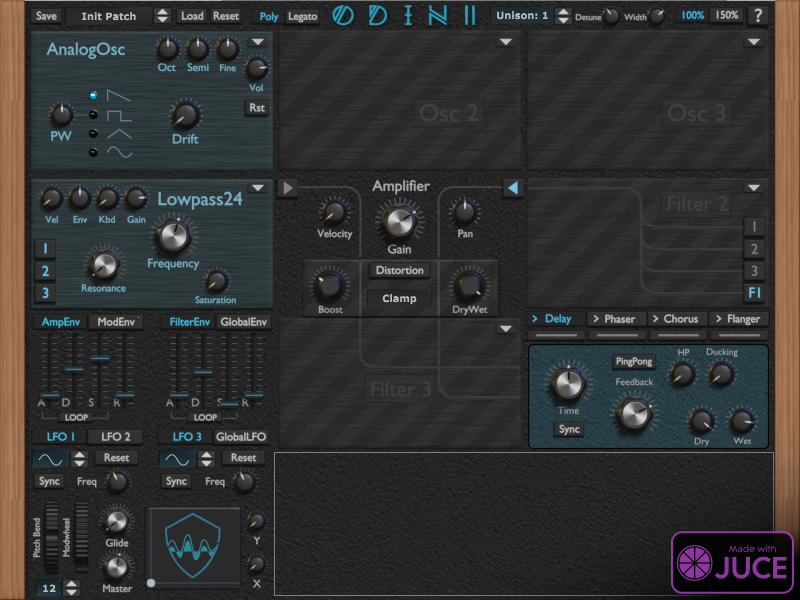 Save Init Patch Load Reset Poly Legato ODIN II Unison: 1 Detune Width 100% 150% ?
AnalogOsc
Oct Semi Fine
Vol
Rst
PW
Drift
Osc 2
Osc 3
Vel Env Kbd Gain
Lowpass24
1
2
3
Resonance
Frequency
Saturation
Amplifier
Velocity
Gain
Pan
Distortion
Boost
Clamp
DryWet
Filter 2
1
2
3
FI
Filter 3
AmpEnv ModEnv FilterEnv GlobalEnv
A D S R
LOOP
A D S R
LOOP
> Delay > Phaser > Chorus > Flanger
Time
Sync
PingPong
Feedback
HP
Ducking
Dry
Wet
LFO 1 LFO 2 LFO 3 GlobalLFO
Reset
Reset
Sync Freq
Sync Freq
Pitch Bend
Modwheel
Glide
Master
12
Y
X
Made with
JUCE